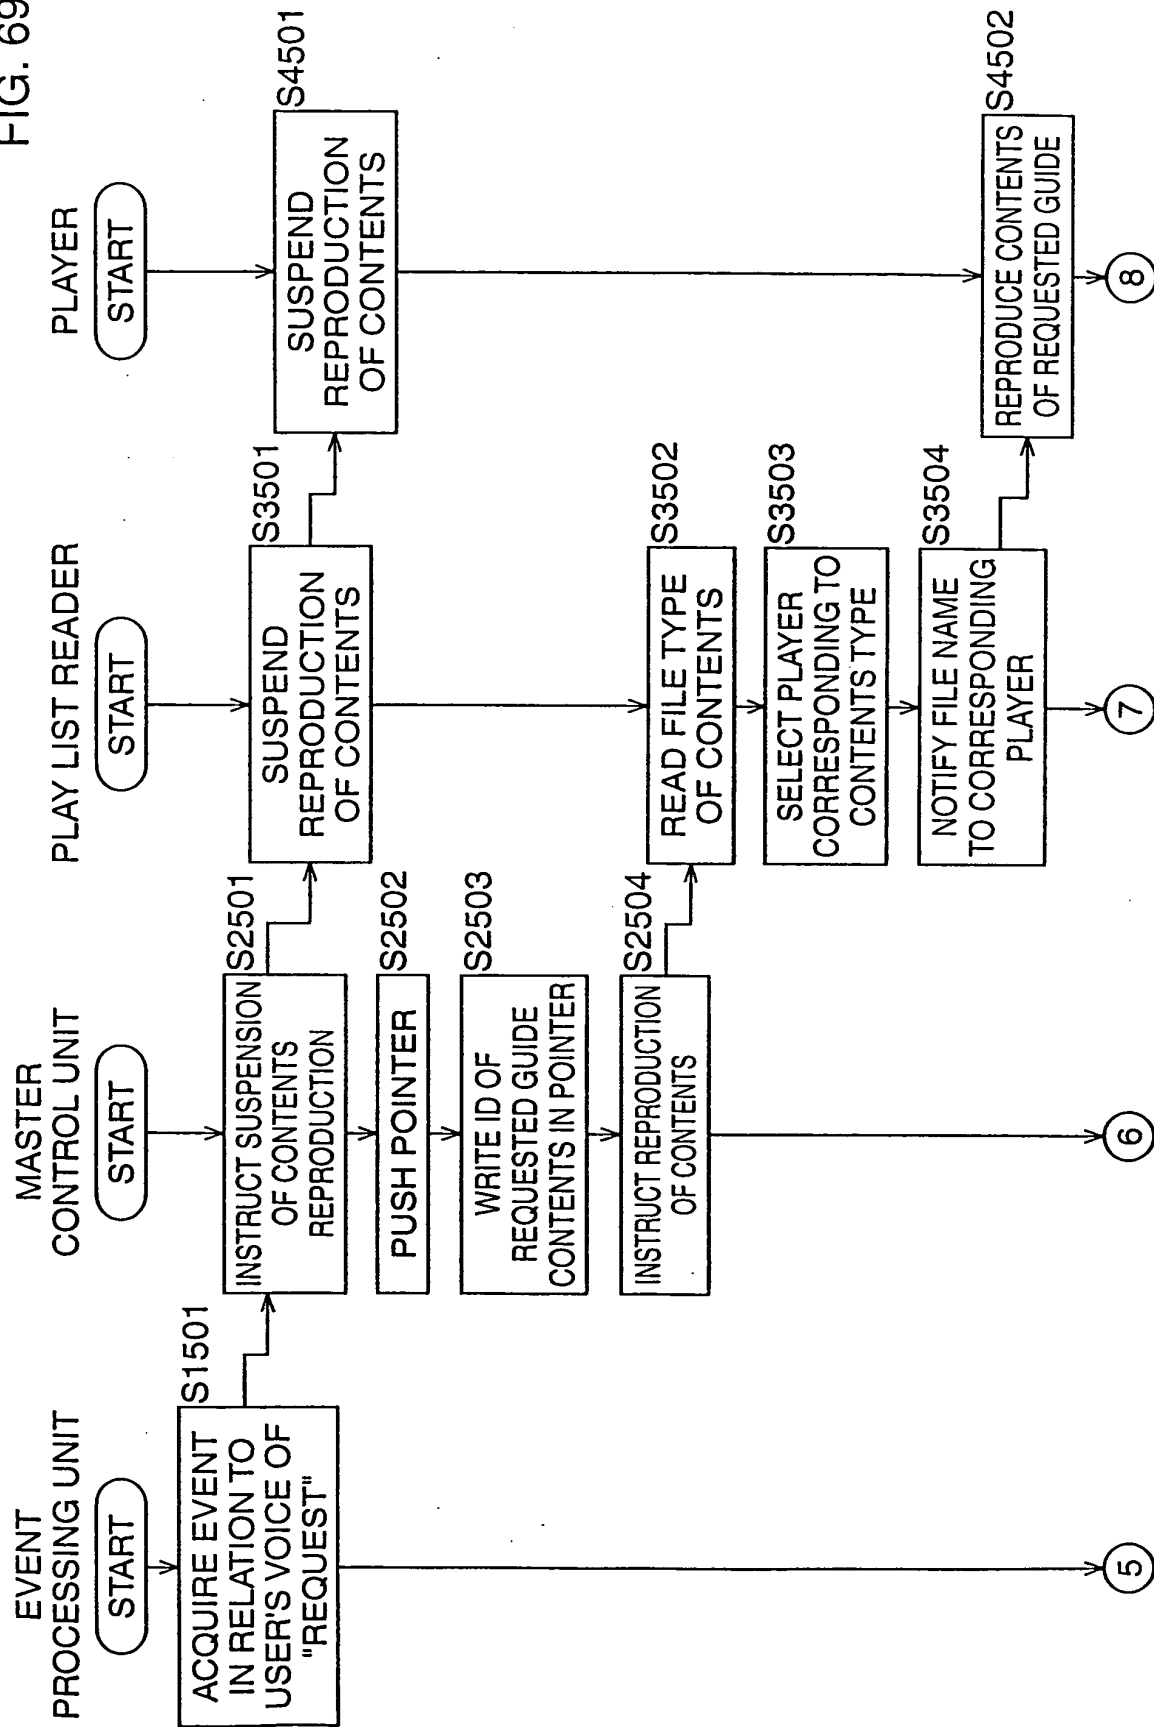 FIG. 69
EVENT
PROCESSING UNIT
START
S1501
ACQUIRE EVENT
IN RELATION TO
USER'S VOICE OF
"REQUEST"
5
MASTER
CONTROL UNIT
START
S2501
INSTRUCT SUSPENSION
OF CONTENTS
REPRODUCTION
S2502
PUSH POINTER
S2503
WRITE ID OF
REQUESTED GUIDE
CONTENTS IN POINTER
S2504
INSTRUCT REPRODUCTION
OF CONTENTS
6
PLAY LIST READER
START
S3501
SUSPEND
REPRODUCTION
OF CONTENTS
S3502
READ FILE TYPE
OF CONTENTS
S3503
SELECT PLAYER
CORRESPONDING TO
CONTENTS TYPE
S3504
NOTIFY FILE NAME
TO CORRESPONDING
PLAYER
7
PLAYER
START
S4501
SUSPEND
REPRODUCTION
OF CONTENTS
S4502
REPRODUCE CONTENTS
OF REQUESTED GUIDE
8